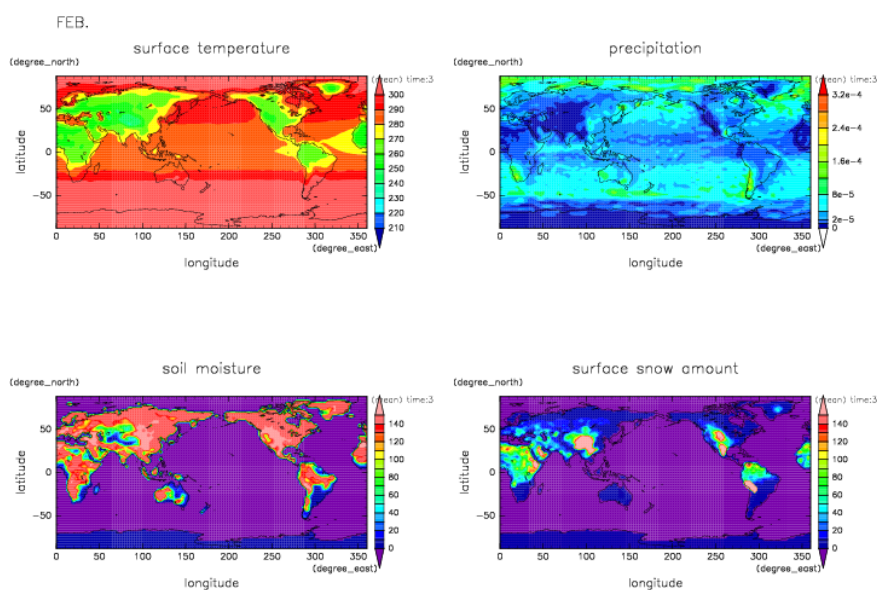 FEB.
surface temperature
(degree_north)
(mean) time:3
latitude
50
0
−50
300
290
280
270
260
250
240
230
220
210
0 50 100 150 200 250 300 350
(degree_east)
longitude
precipitation
(degree_north)
(mean) time:3
latitude
50
0
−50
3.2e−4
2.4e−4
1.6e−4
8e−5
2e−5
0
0 50 100 150 200 250 300 350
(degree_east)
longitude
soil moisture
(degree_north)
(mean) time:3
latitude
50
0
−50
140
120
100
80
60
40
20
0
0 50 100 150 200 250 300 350
(degree_east)
longitude
surface snow amount
(degree_north)
(mean) time:3
latitude
50
0
−50
140
120
100
80
60
40
20
0
0 50 100 150 200 250 300 350
(degree_east)
longitude